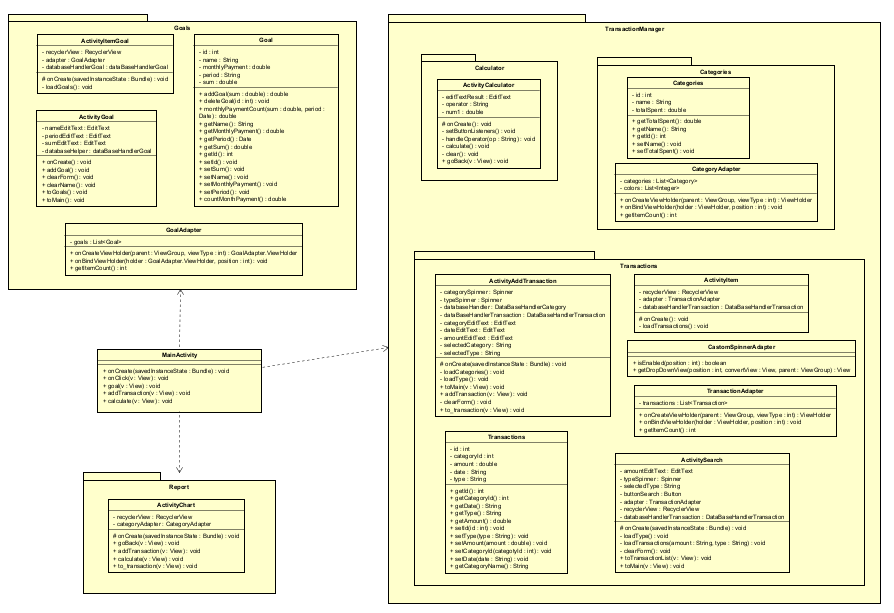 Goals
ActivityItemGoal
- recyclerView : RecyclerView
- adapter : GoalAdapter
- databaseHandlerGoal : dataBaseHandlerGoal
# onCreate(savedInstanceState : Bundle) : void
- loadGoals() : void
Goal
- id : int
- name : String
- monthlyPayment : double
- period : String
- sum : double
+ addGoal(sum : double) : double
+ deleteGoal(id : int) : void
+ monthlyPaymentCount(sum : double, period :
Date) : double
+ getName() : String
+ getMonthlyPayment() : double
+ getPeriod() : Date
+ getSum() : double
+ getId() : int
+ setId() : int
+ setSum() : void
+ setName() : void
+ setMonthlyPayment() : void
+ setPeriod() : void
+ countMonthPayment() : double
ActivityGoal
- nameEditText : EditText
- periodEditText : EditText
- sumEditText : EditText
- databaseHelper : dataBaseHandlerGoal
+ onCreate() : void
+ addGoal() : void
+ clearForm() : void
+ clearName() : void
+ toGoals() : void
+ toMain() : void
GoalAdapter
- goals : List<Goal>
+ onCreateViewHolder(parent : ViewGroup, viewType : int) : GoalAdapter.ViewHolder
+ onBindViewHolder(holder : GoalAdapter.ViewHolder, position : int) : void
+ getItemCount() : int
MainActivity
+ onCreate(savedInstanceState : Bundle) : void
+ onClick(v : View) : void
+ goal(v : View) : void
+ addTransaction(v : View) : void
+ calculate(v : View) : void
Report
ActivityChart
- recyclerView : RecyclerView
- categoryAdapter : CategoryAdapter
# onCreate(savedInstanceState : Bundle) : void
+ goBack(v : View) : void
+ addTransaction(v : View) : void
+ calculate(v : View) : void
+ to_transaction(v : View) : void
TransactionManager
Calculator
ActivityCalculator
- editTextResult : EditText
- operator : String
- num1 : double
# onCreate() : void
- setButtonListeners() : void
- handleOperator(op : String) : void
- calculate() : void
- clear() : void
+ goBack(v : View) : void
Categories
Categories
- id : int
- name : String
- totalSpent : double
+ getTotalSpent() : double
+ getName() : String
+ getId() : int
+ setName() : void
+ setTotalSpent() : void
CategoryAdapter
- categories : List<Category>
- colors : List<Integer>
+ onCreateViewHolder(parent : ViewGroup, viewType : int) : ViewHolder
+ onBindViewHolder(holder : ViewHolder, position : int) : void
+ getItemCount() : int
Transactions
ActivityAddTransaction
- categorySpinner : Spinner
- typeSpinner : Spinner
- databaseHandler : DataBaseHandlerCategory
- dataBaseHandlerTransaction : DataBaseHandlerTransaction
- categoryEditText : EditText
- dateEditText : EditText
- amountEditText : EditText
- selectedCategory : String
- selectedType : String
# onCreate(savedInstanceState : Bundle) : void
- loadCategories() : void
- loadType() : void
+ toMain(v : View) : void
+ addTransaction(v : View) : void
- clearForm() : void
+ to_transaction(v : View) : void
ActivityItem
- recyclerView : RecyclerView
- adapter : TransactionAdapter
- databaseHandlerTransaction : DataBaseHandlerTransaction
# onCreate() : void
- loadTransactions() : void
CastomSpinnerAdapter
+ isEnabled(position : int) : boolean
+ getDropDownView(position : int, converterView : View, parent : ViewGroup) : View
TransactionAdapter
- transactions : List<Transaction>
+ onCreateViewHolder(parent : ViewGroup, viewType : int) : ViewHolder
+ onBindViewHolder(holder : ViewHolder, position : int) : void
+ getItemCount() : int
Transactions
- id : int
- categoryId : int
- amount : double
- date : String
- type : String
+ getId() : int
+ getCategoryId() : int
+ getDate() : String
+ getType() : String
+ getAmount() : double
+ setId(id : int) : void
+ setType(type : String) : void
+ setAmount(amount : double) : void
+ setCategoryId(categotyId : int) : void
+ setDate(date : String) : void
+ getCategoryName() : String
ActivitySearch
- amountEditText : EditText
- typeSpinner : Spinner
- selectedType : String
- buttonSearch : Button
- adapter : TransactionAdapter
- recyclerView : RecyclerView
- databaseHandlerTransaction : DataBaseHandlerTransaction
# onCreate(savedInstanceState : Bundle) : void
- loadType() : void
- loadTransactions(amount : String, type : String) : void
- clearForm() : void
+ toTransactionList(v : View) : void
+ toMain(v : View) : void